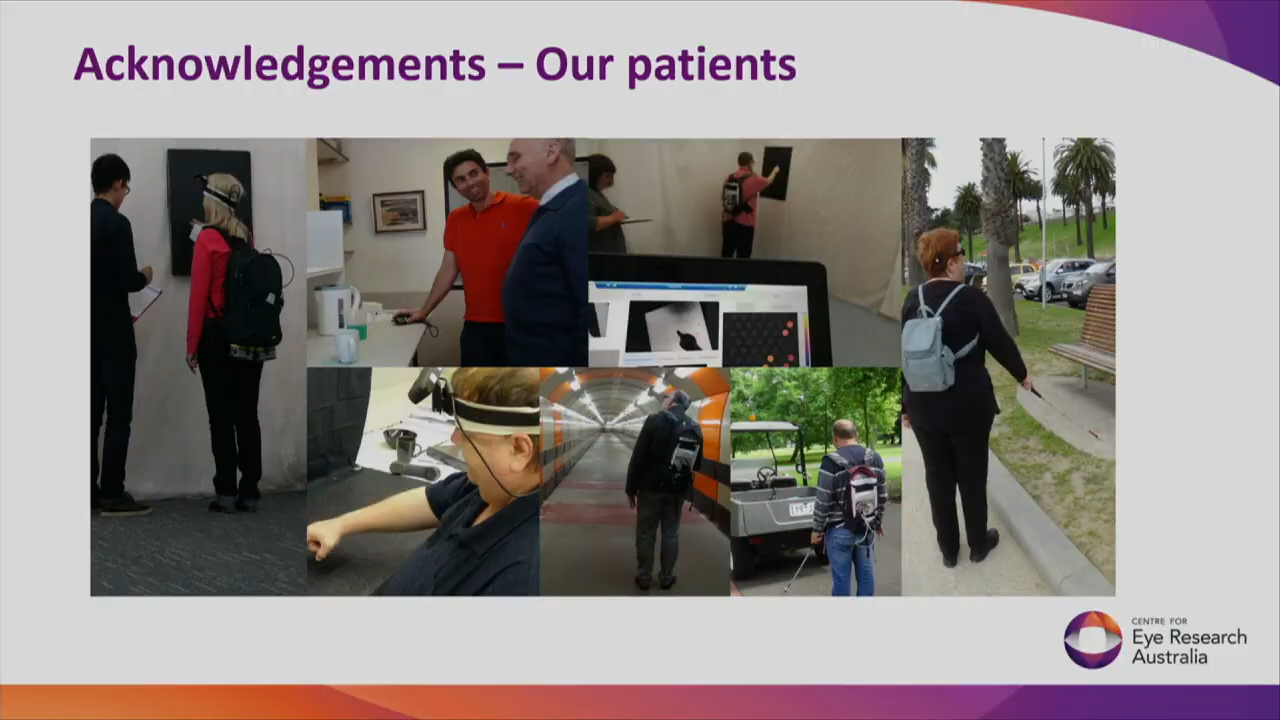 Acknowledgements – Our patients
CENTRE FOR
Eye Research
Australia